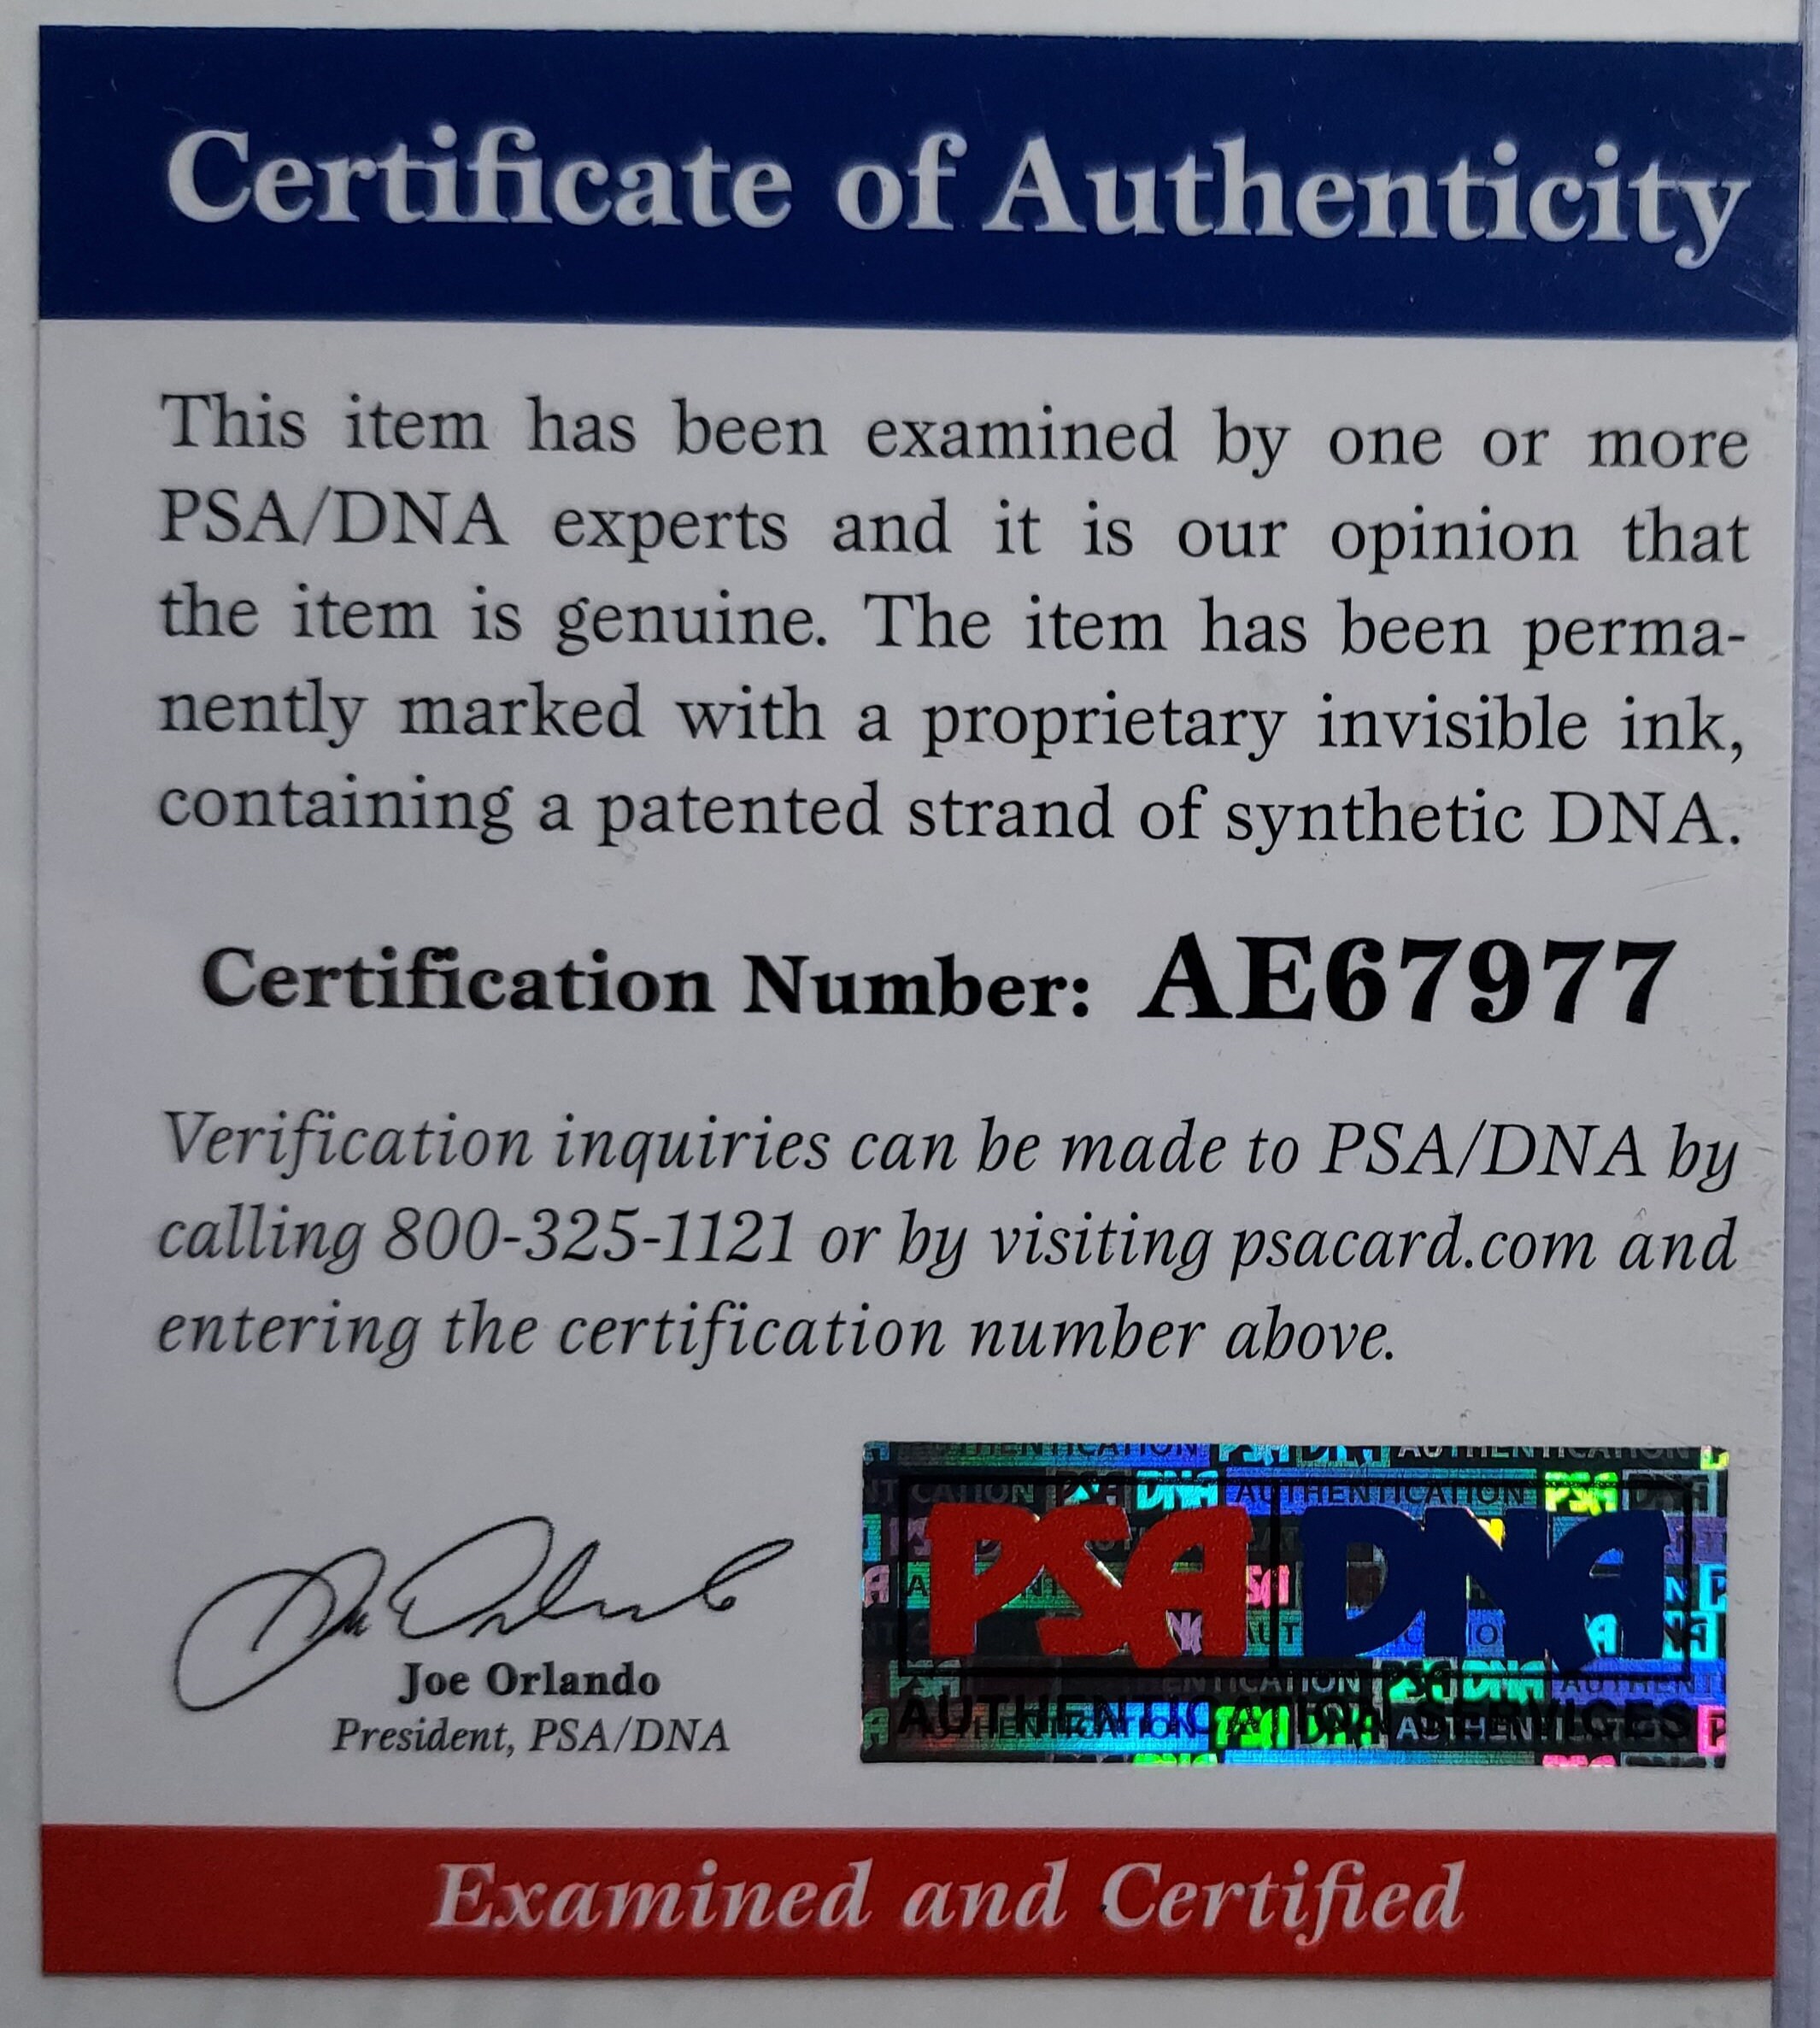 Certificate of Authenticity
This item has been examined by one or more
PSA/DNA experts and it is our opinion that
the item is genuine. The item has been perma-
nently marked with a proprietary invisible ink,
containing a patented strand of synthetic DNA.
Certification Number: AE67977
Verification inquiries can be made to PSA/DNA by
calling 800-325-1121 or by visiting psacard.com and
entering the certification number above.
Joe Orlando
President, PSA/DNA
PSA DNA
AUTHENTICATION SERVICES
Examined and Certified